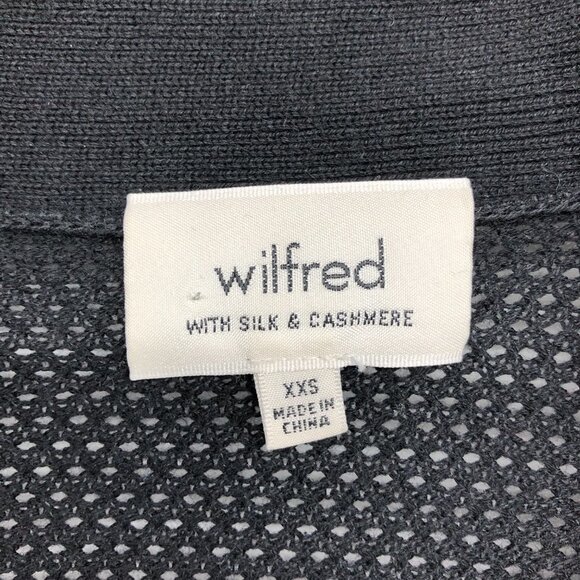 wilfred
WITH SILK & CASHMERE
XXS
MADE IN
CHINA